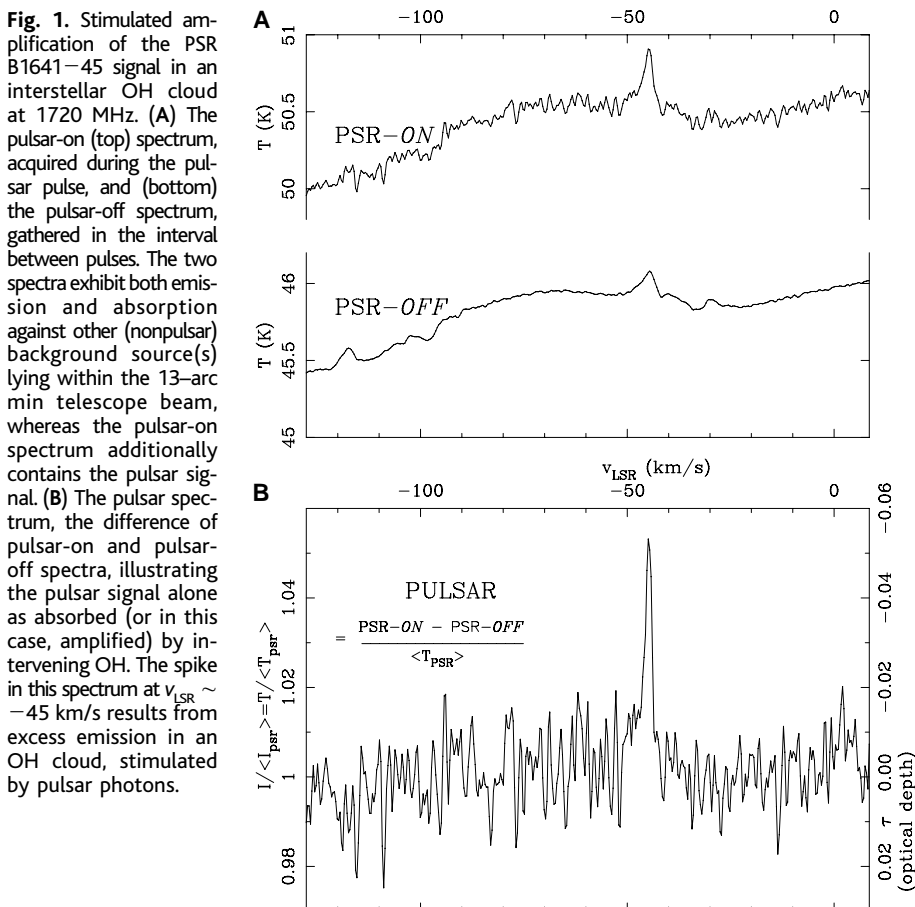 Fig. 1. Stimulated am-
plification of the PSR
B1641−45 signal in an
interstellar OH cloud
at 1720 MHz. (A) The
pulsar-on (top) spectrum,
acquired during the pul-
sar pulse, and (bottom)
the pulsar-off spectrum,
gathered in the interval
between pulses. The two
spectra exhibit both emis-
sion and absorption
against other (nonpulsar)
background source(s)
lying within the 13–arc
min telescope beam,
whereas the pulsar-on
spectrum additionally
contains the pulsar sig-
nal. (B) The pulsar spec-
trum, the difference of
pulsar-on and pulsar-
off spectra, illustrating
the pulsar signal alone
as absorbed (or in this
case, amplified) by in-
tervening OH. The spike
in this spectrum at v_LSR ~
−45 km/s results from
excess emission in an
OH cloud, stimulated
by pulsar photons.
A
−100 −50 0
51
50.5
50
T (K)
PSR-ON
46
45.5
45
T (K)
PSR-OFF
v_LSR (km/s)
B
−100 −50 0
1.04
1.02
1
0.98
I/<I_psr>=T/<T_psr>
PULSAR
= PSR-ON − PSR-OFF
<T_PSR>
−0.06
−0.04
−0.02
0.00
0.02
τ
(optical depth)